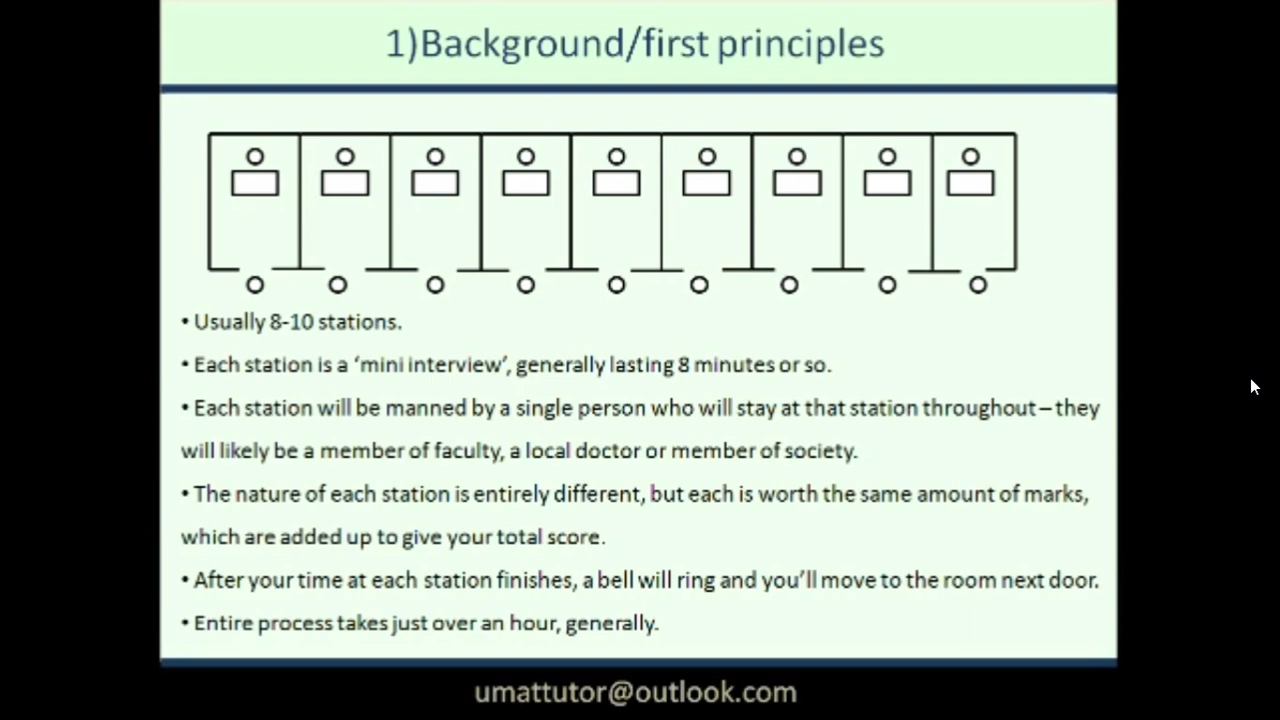 1)Background/first principles
• Usually 8-10 stations.
• Each station is a ‘mini interview’, generally lasting 8 minutes or so.
• Each station will be manned by a single person who will stay at that station throughout – they
will likely be a member of faculty, a local doctor or member of society.
• The nature of each station is entirely different, but each is worth the same amount of marks,
which are added up to give your total score.
• After your time at each station finishes, a bell will ring and you’ll move to the room next door.
• Entire process takes just over an hour, generally.
umattutor@outlook.com